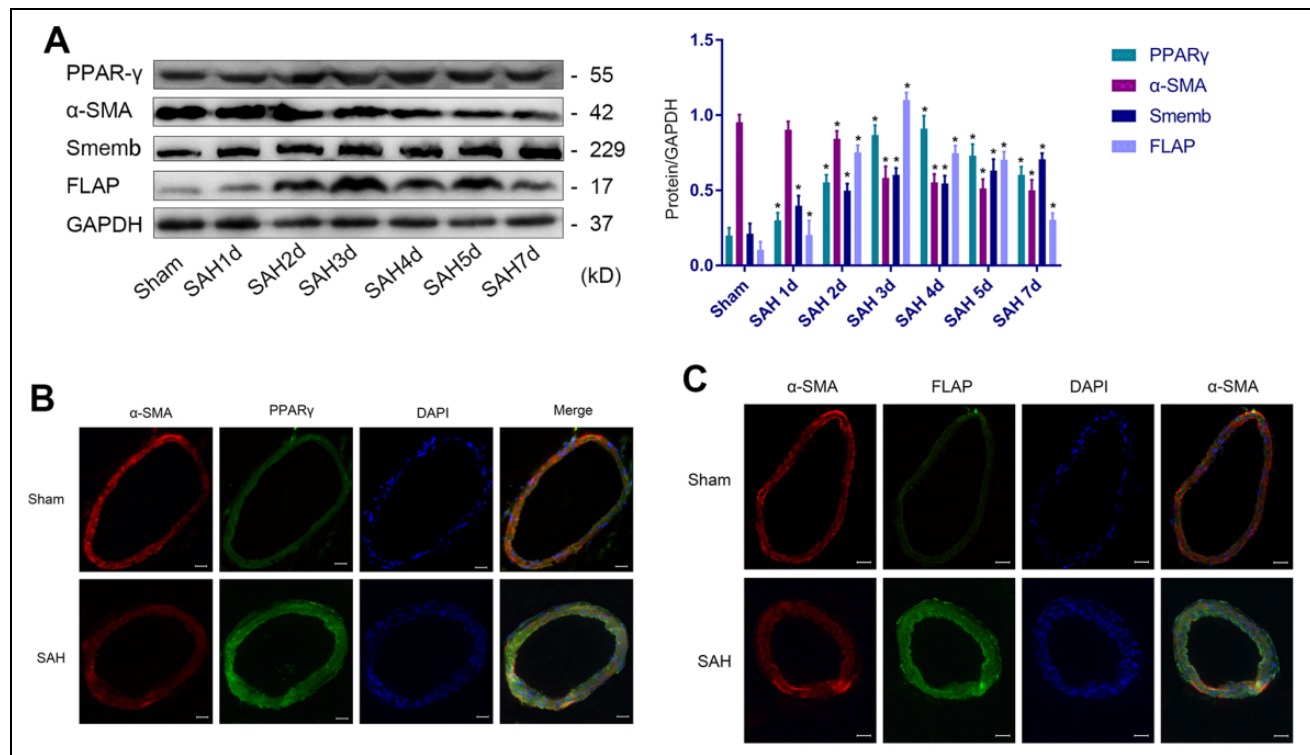 A
PPAR-γ
α-SMA
Smemb
FLAP
GAPDH
- 55
- 42
- 229
- 17
- 37
(kD)
Sham
SAH1d
SAH2d
SAH3d
SAH4d
SAH5d
SAH7d
Protein/GAPDH
1.5
1.0
0.5
0.0
* * *
* * * *
* * * *
* * * *
* * * *
* * * *
Sham
SAH 1d
SAH 2d
SAH 3d
SAH 4d
SAH 5d
SAH 7d
PPARγ
α-SMA
Smemb
FLAP
B
α-SMA PPARγ DAPI Merge
Sham
SAH
C
α-SMA FLAP DAPI α-SMA
Sham
SAH